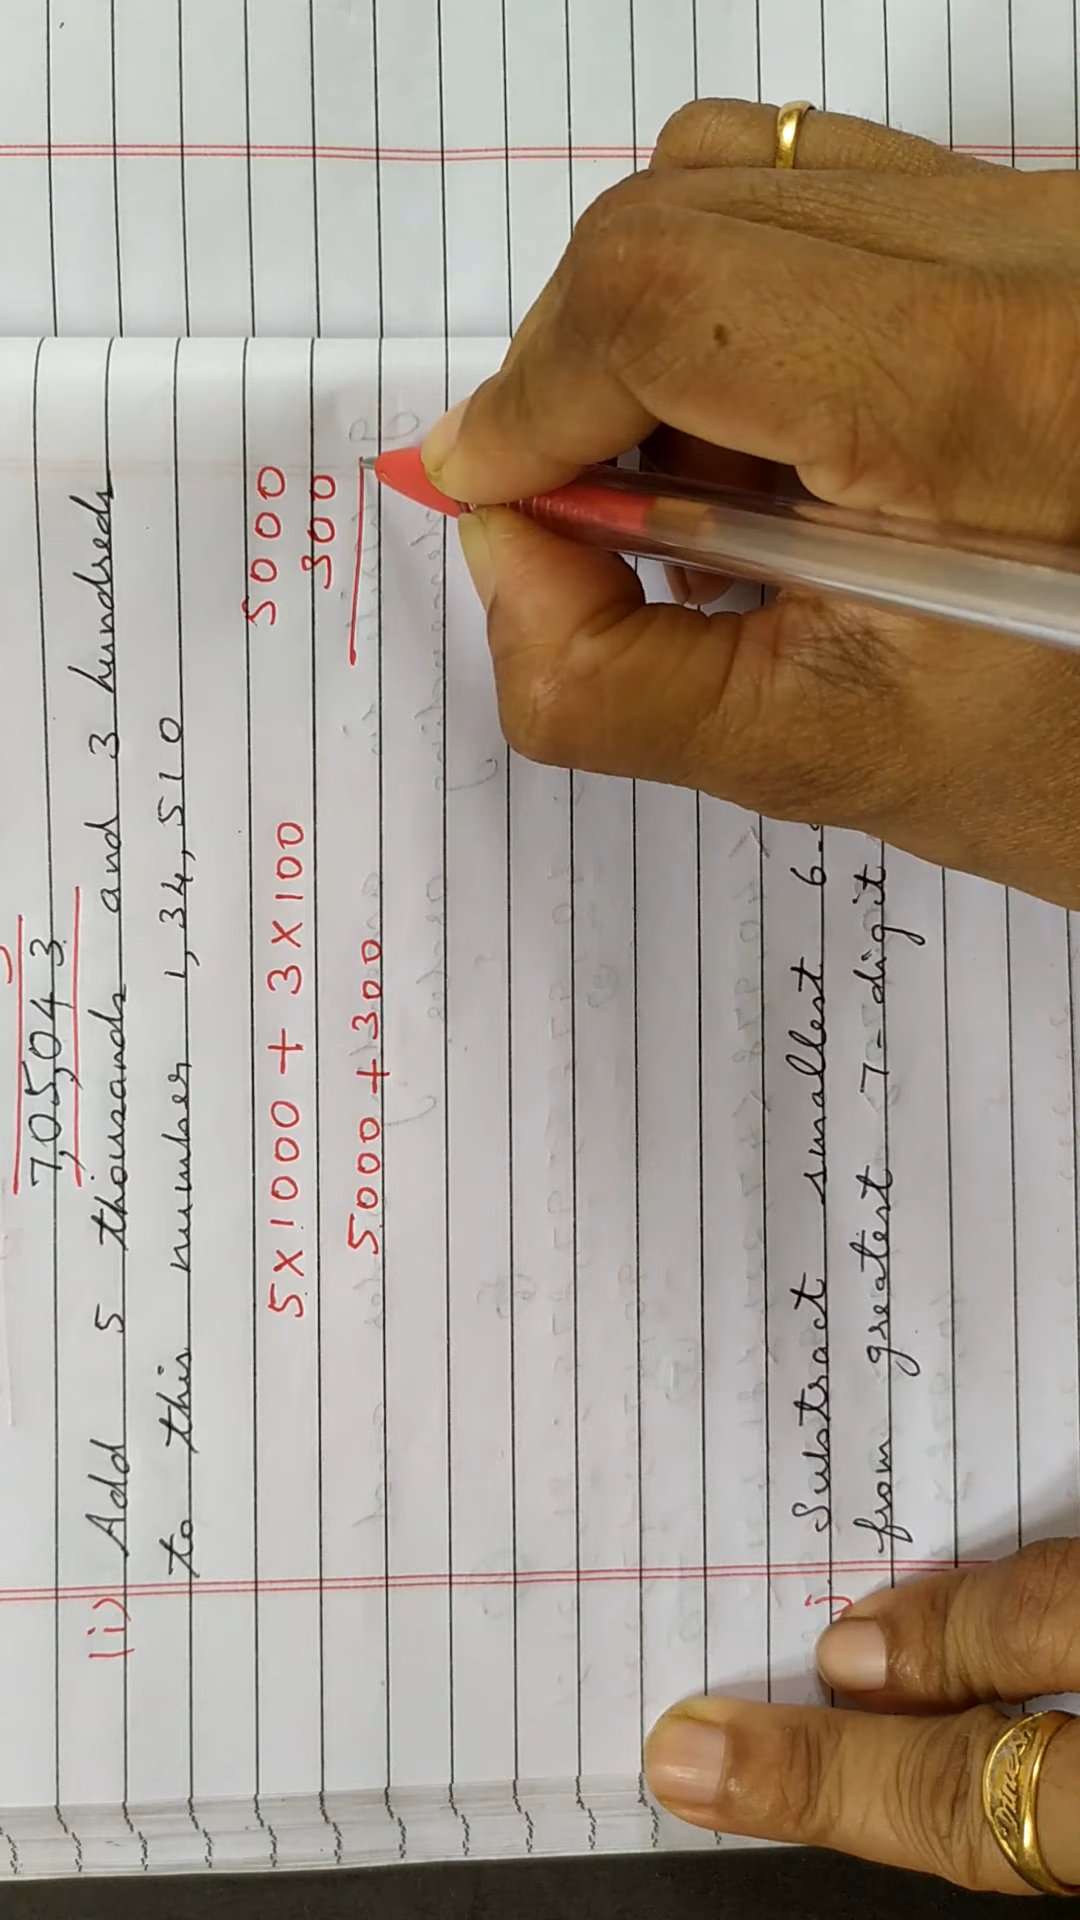 7,05,043
(i) Add 5 thousands and 3 hundreds
to this number 1,34,510
5×1000 + 3×100
5000 + 300
5000
300
Substract smallest 6-
from greatest 7-digit